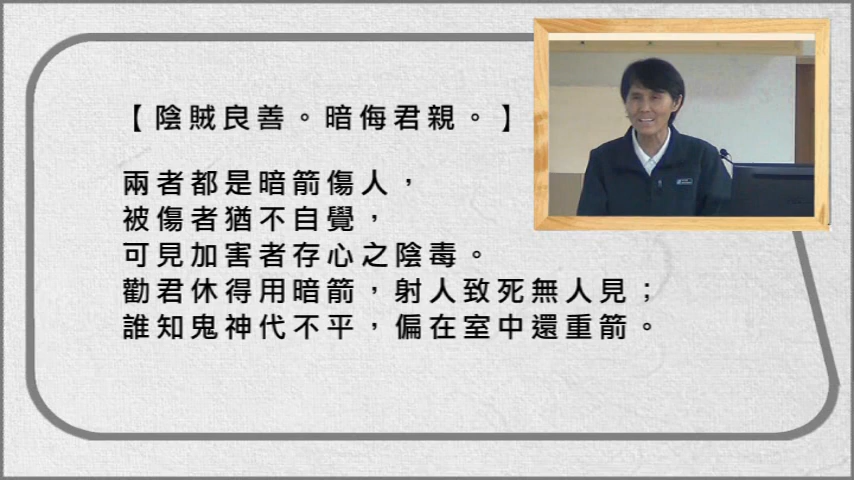 【陰賊良善。暗侮君親。】
兩者都是暗箭傷人，
被傷者猶不自覺，
可見加害者存心之陰毒。
勸君休得用暗箭，射人致死無人見；
誰知鬼神代不平，偏在室中還重箭。